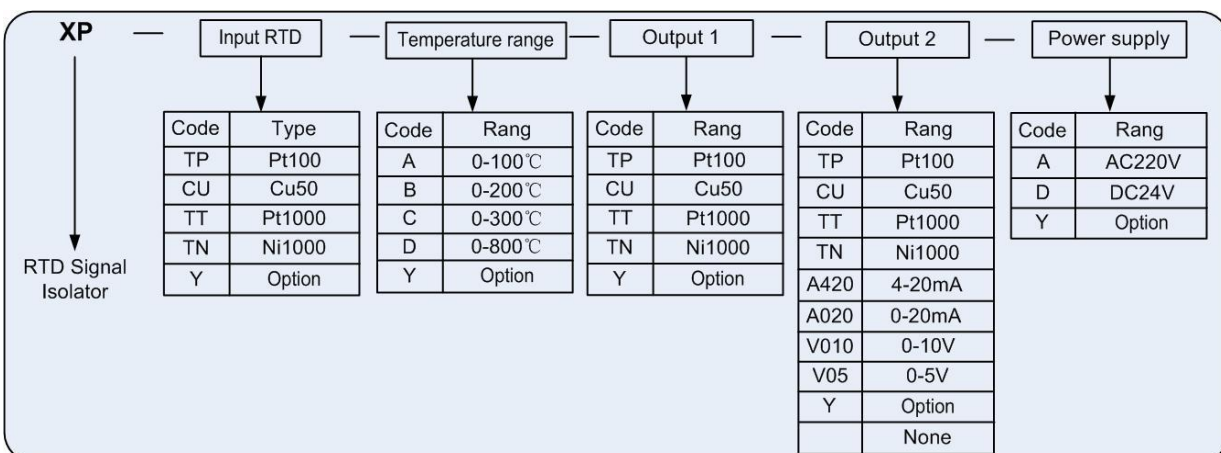 XP — Input RTD — Temperature range — Output 1 — Output 2 — Power supply
RTD Signal
Isolator
Code Type
TP Pt100
CU Cu50
TT Pt1000
TN Ni1000
Y Option
Code Rang
A 0-100℃
B 0-200℃
C 0-300℃
D 0-800℃
Y Option
Code Rang
TP Pt100
CU Cu50
TT Pt1000
TN Ni1000
Y Option
Code Rang
TP Pt100
CU Cu50
TT Pt1000
TN Ni1000
A420 4-20mA
A020 0-20mA
V010 0-10V
V05 0-5V
Y Option
None
Code Rang
A AC220V
D DC24V
Y Option